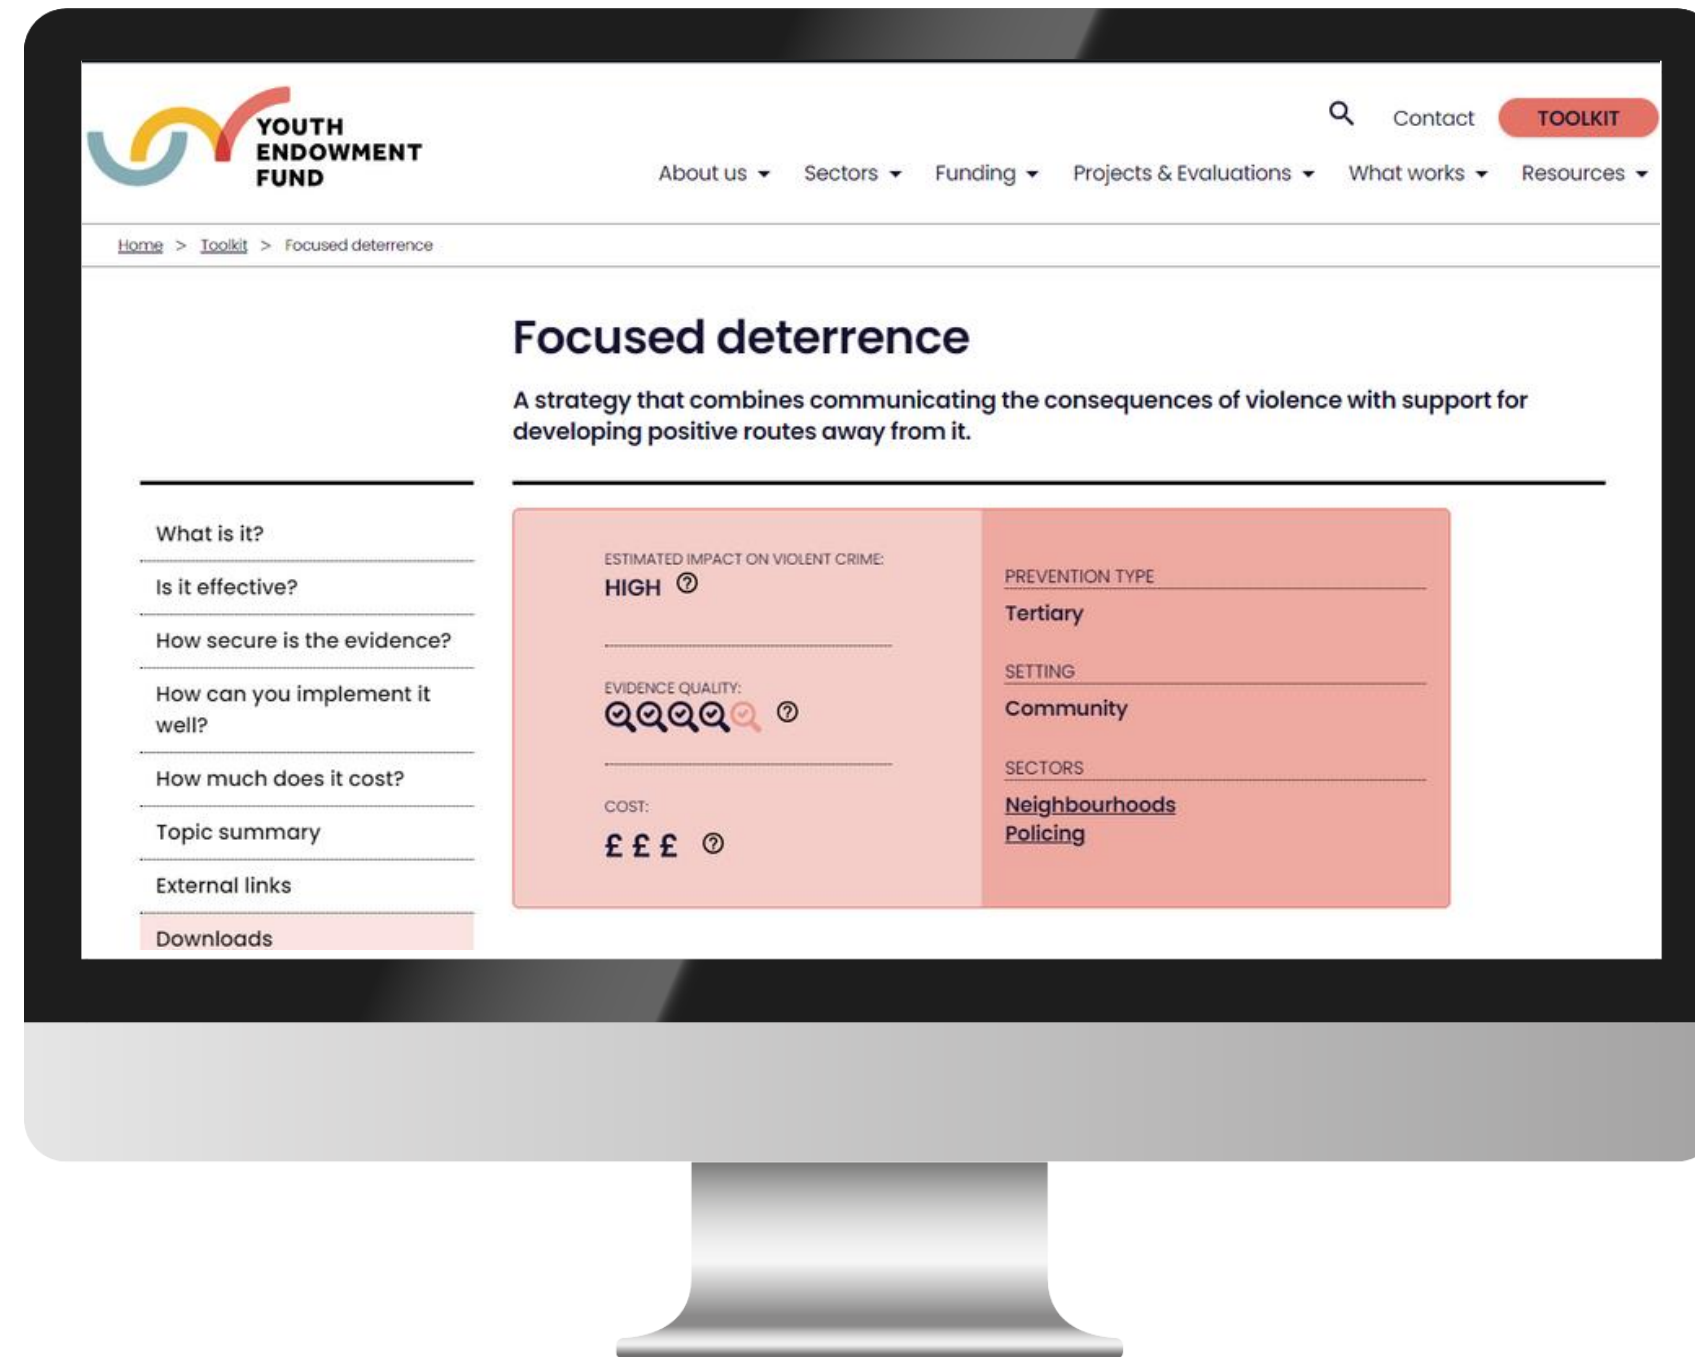 YOUTH
ENDOWMENT
FUND
Contact
TOOLKIT
About us
Sectors
Funding
Projects & Evaluations
What works
Resources
Home > Toolkit > Focused deterrence
Focused deterrence
A strategy that combines communicating the consequences of violence with support for
developing positive routes away from it.
What is it?
Is it effective?
How secure is the evidence?
How can you implement it
well?
How much does it cost?
Topic summary
External links
Downloads
ESTIMATED IMPACT ON VIOLENT CRIME:
HIGH ?
EVIDENCE QUALITY:
?
COST:
£ £ £ ?
PREVENTION TYPE
Tertiary
SETTING
Community
SECTORS
Neighbourhoods
Policing